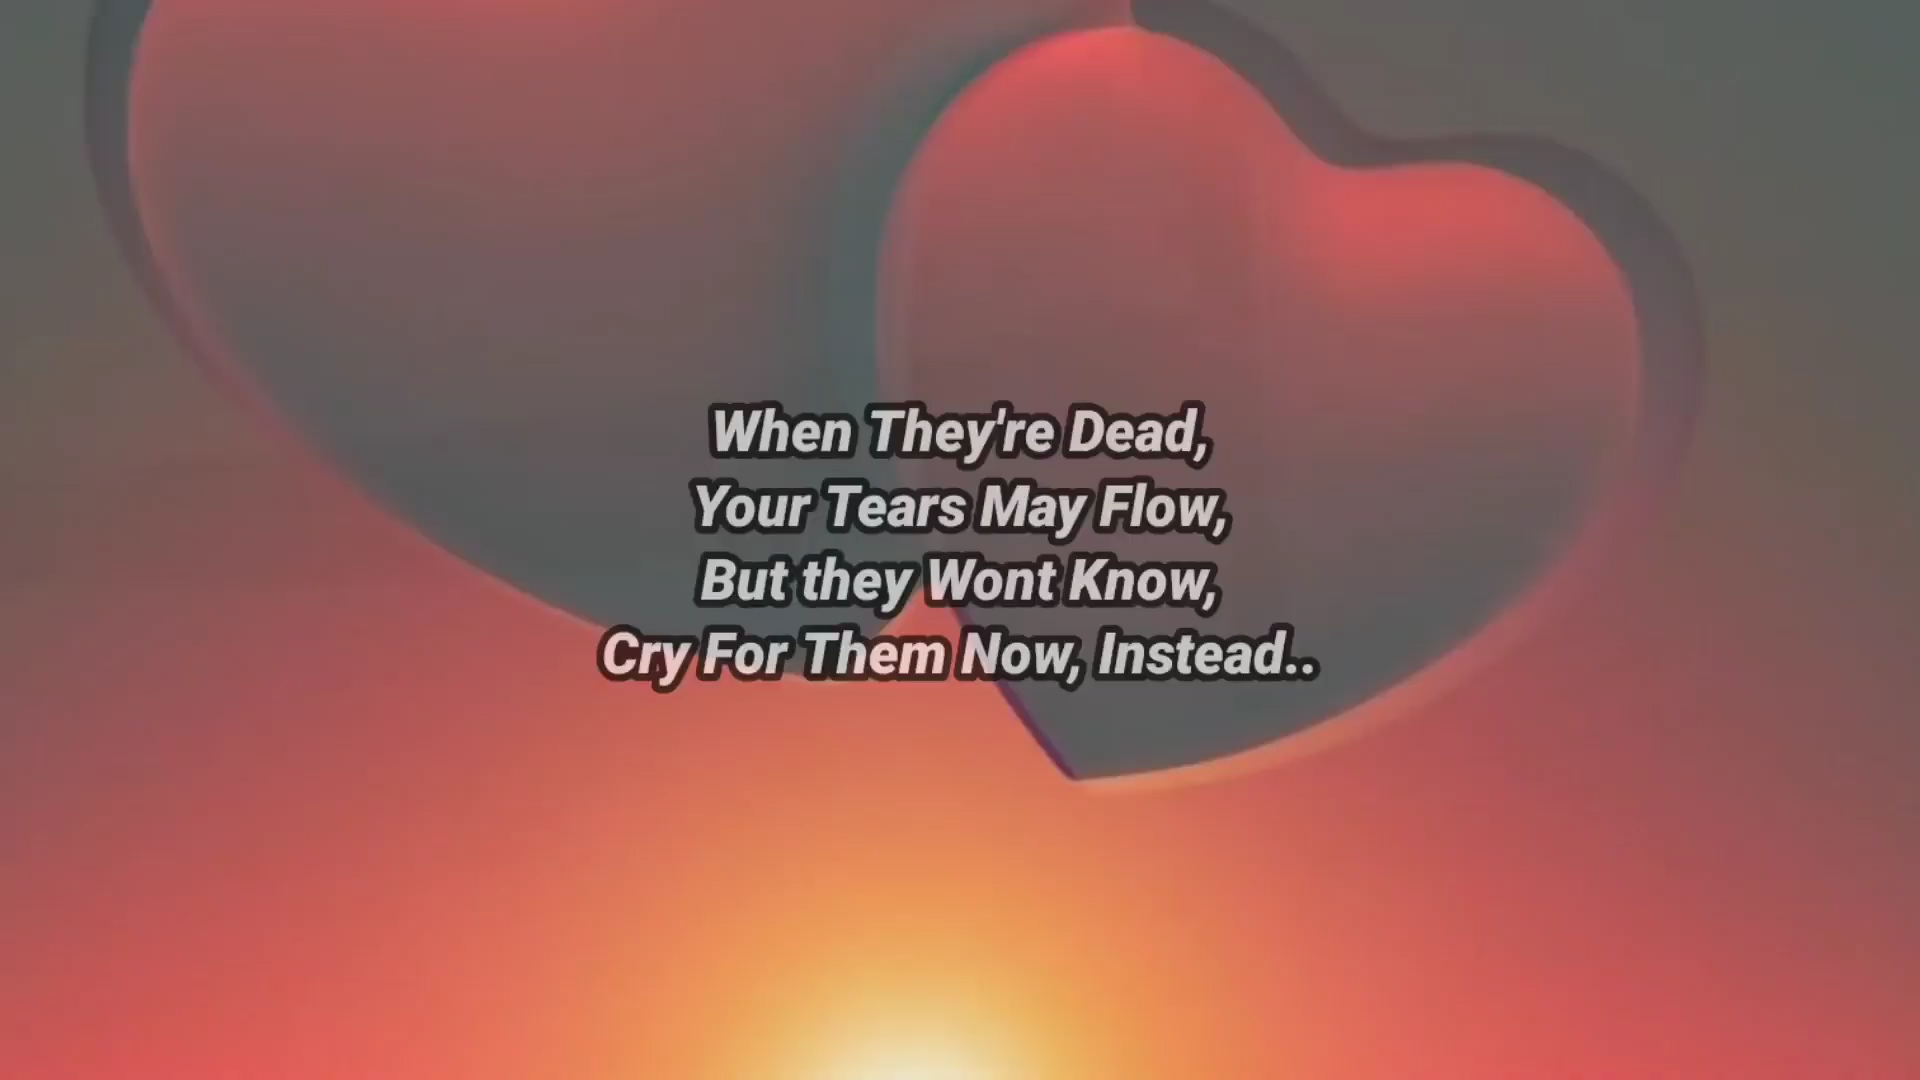 When They're Dead,
Your Tears May Flow,
But they Wont Know,
Cry For Them Now, Instead..